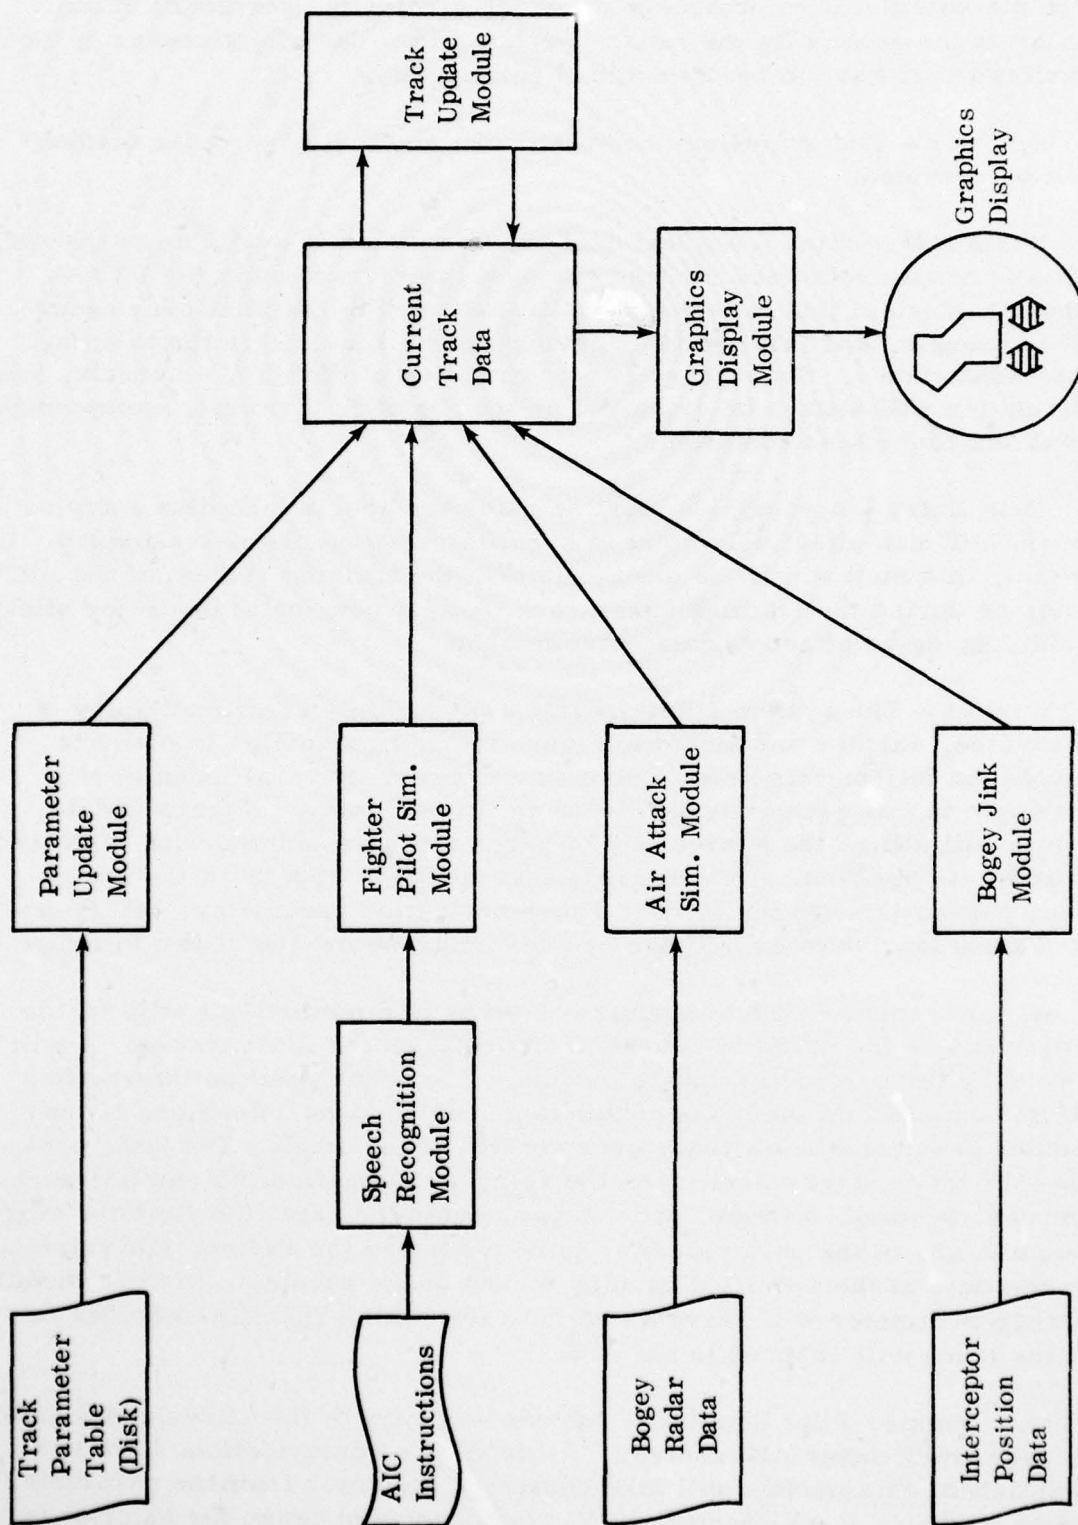 Track
Parameter
Table
(Disk)
Parameter
Update
Module
AIC
Instructions
Speech
Recognition
Module
Fighter
Pilot Sim.
Module
Bogey
Radar
Data
Air Attack
Sim. Module
Interceptor
Position
Data
Bogey Jink
Module
Current
Track
Data
Track
Update
Module
Graphics
Display
Module
Graphics
Display